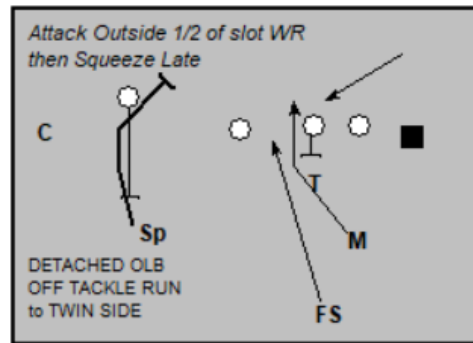 Attack Outside 1/2 of slot WR
then Squeeze Late
C
T
Sp
M
DETACHED OLB
OFF TACKLE RUN
to TWIN SIDE
FS